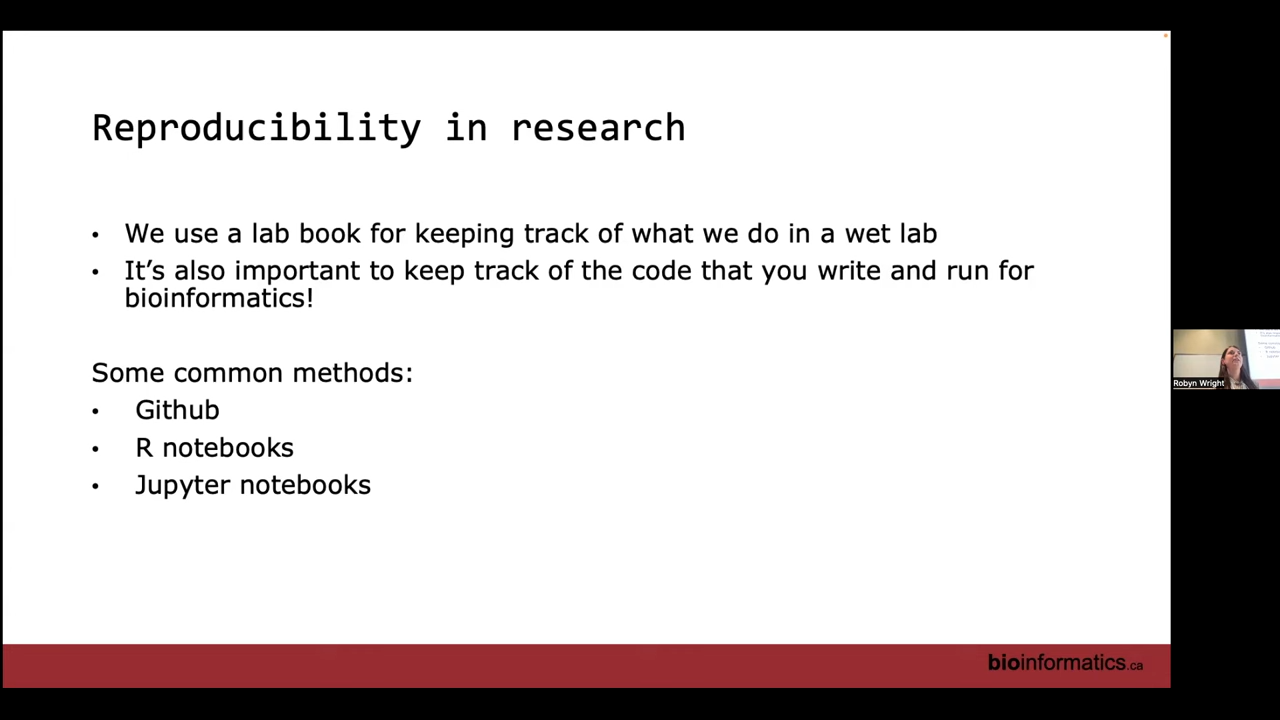 Reproducibility in research
• We use a lab book for keeping track of what we do in a wet lab
• It’s also important to keep track of the code that you write and run for
bioinformatics!
Some common methods:
• Github
• R notebooks
• Jupyter notebooks
Robyn Wright
bioinformatics.ca